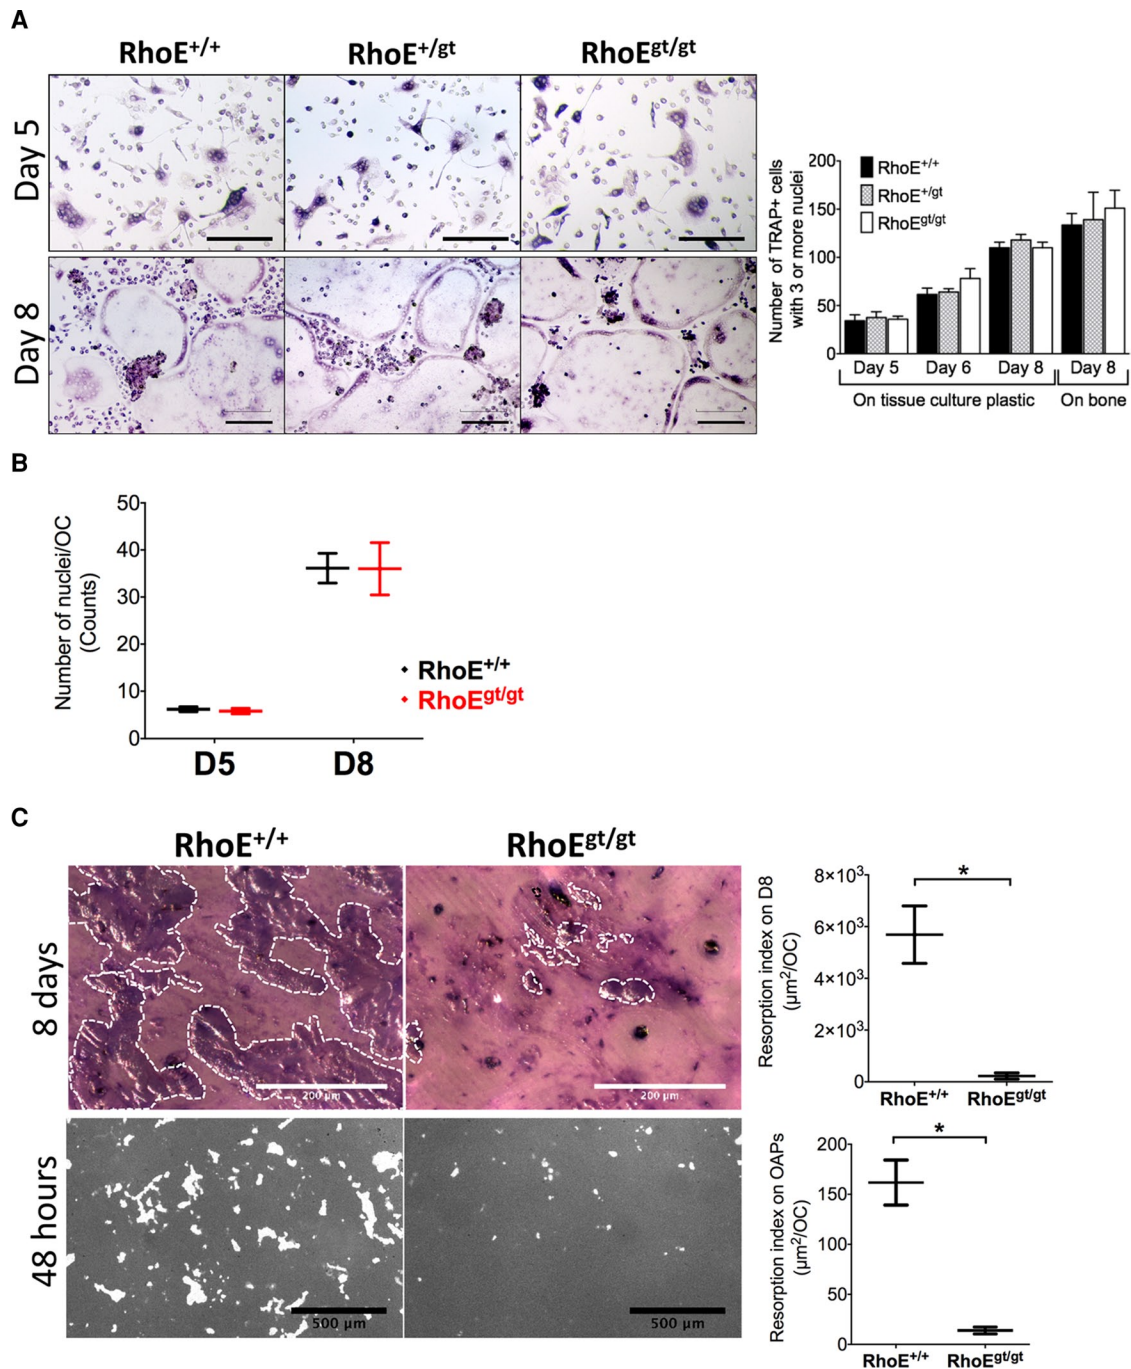 A
RhoE+/+
RhoE+/gt
RhoEgt/gt
Day 5
Day 8
Number of TRAP+ cells
with 3 or more nuclei
200
150
100
50
0
RhoE+/+
RhoE+/gt
RhoEgt/gt
Day 5
Day 6
Day 8
Day 8
On tissue culture plastic
On bone
B
Number of nuclei/OC
(Counts)
50
40
30
20
10
0
RhoE+/+
RhoEgt/gt
D5
D8
C
RhoE+/+
RhoEgt/gt
8 days
200 µm
200 µm
Resorption index on D8
(µm²/OC)
8×10³
6×10³
4×10³
2×10³
0
*
RhoE+/+
RhoEgt/gt
48 hours
500 µm
500 µm
Resorption index on OAPs
(µm²/OC)
200
150
100
50
0
*
RhoE+/+
RhoEgt/gt